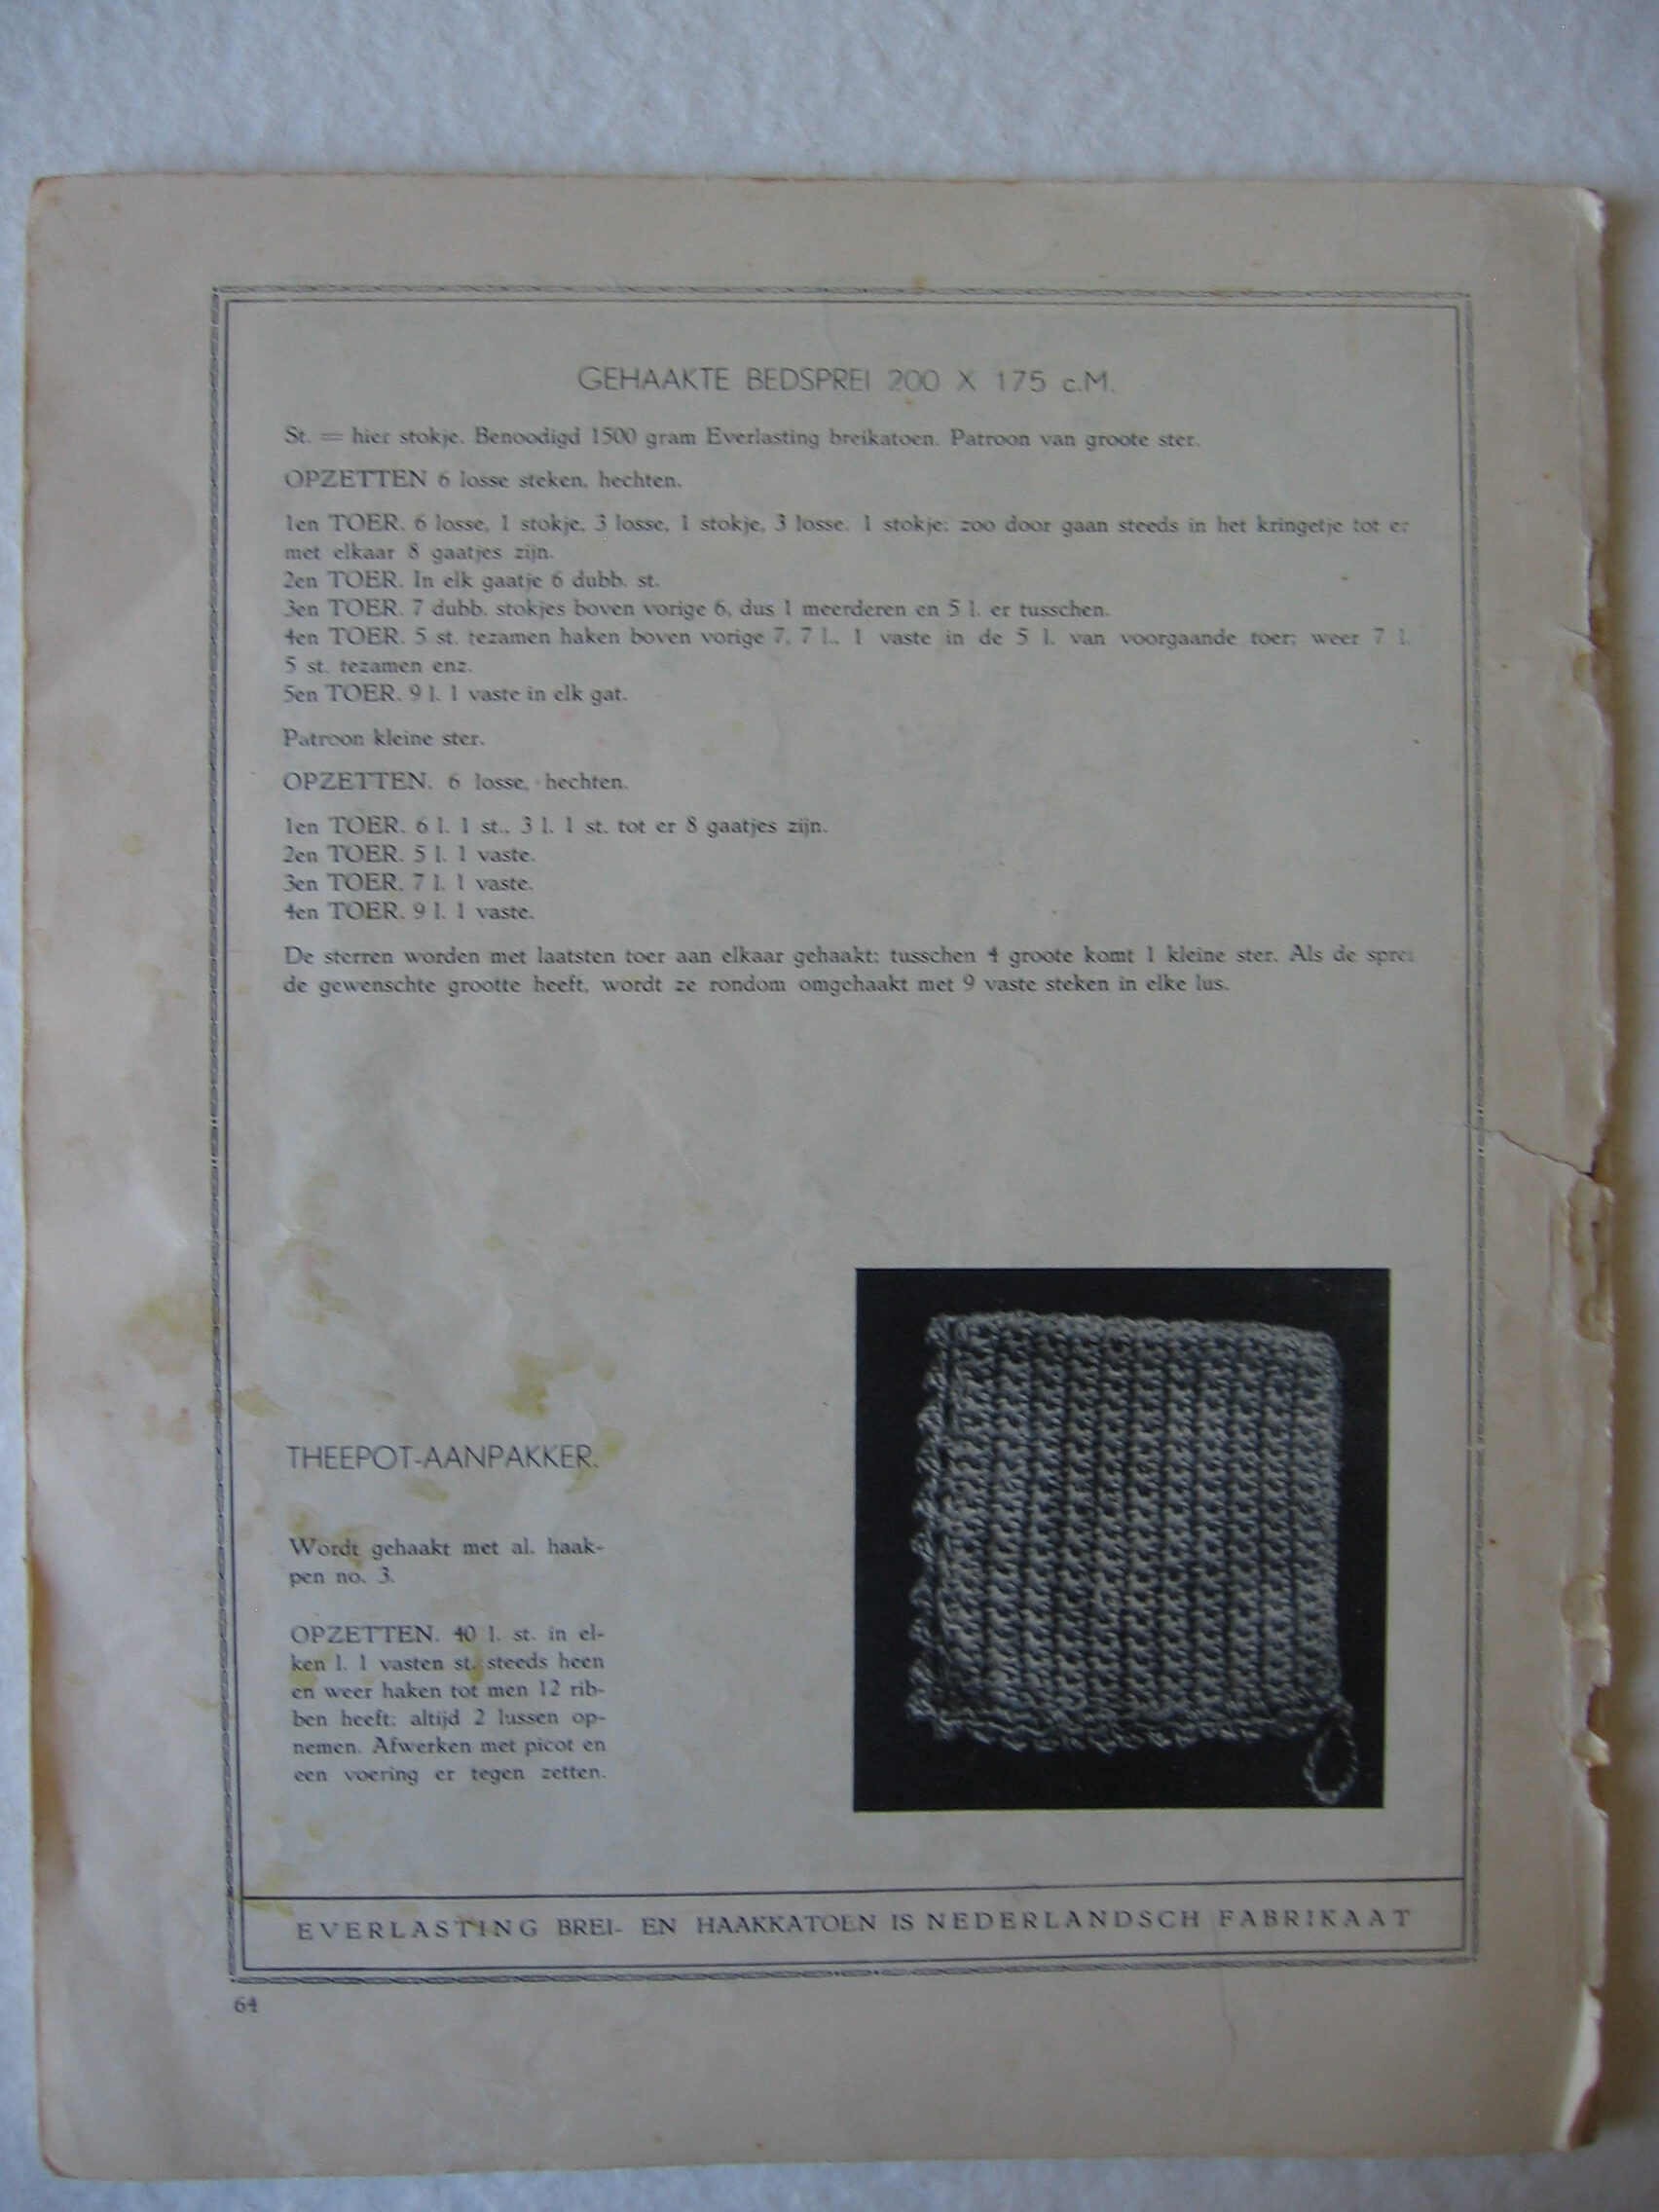 GEHAAKTE BEDSPREI 200 X 175 c.M.
St. = hier stokje. Benoodigd 1500 gram Everlasting breikatoen. Patroon van groote ster.
OPZETTEN 6 losse steken, hechten.
1en TOER. 6 losse, 1 stokje, 3 losse, 1 stokje, 3 losse. 1 stokje; zoo door gaan steeds in het kringetje tot er
met elkaar 8 gaatjes zijn.
2en TOER. In elk gaatje 6 dubb. st.
3en TOER. 7 dubb. stokjes boven vorige 6, dus 1 meerderen en 5 l. er tusschen.
4en TOER. 5 st. tezamen haken boven vorige 7, 7 l., 1 vaste in de 5 l. van voorgaande toer; weer 7 l.
5 st. tezamen enz.
5en TOER. 9 l. 1 vaste in elk gat.
Patroon kleine ster.
OPZETTEN. 6 losse, hechten.
1en TOER. 6 l. 1 st., 3 l. 1 st. tot er 8 gaatjes zijn.
2en TOER. 5 l. 1 vaste.
3en TOER. 7 l. 1 vaste.
4en TOER. 9 l. 1 vaste.
De sterren worden met laatsten toer aan elkaar gehaakt; tusschen 4 groote komt 1 kleine ster. Als de sprei
de gewenschte grootte heeft, wordt ze rondom omgehaakt met 9 vaste steken in elke lus.
THEEPOT-AANPAKKER.
Wordt gehaakt met al. haak-
pen no. 3.
OPZETTEN. 40 l. st. in el-
ken l. 1 vasten st. steeds heen
en weer haken tot men 12 rib-
ben heeft; altijd 2 lussen op-
nemen. Afwerken met picot en
een voering er tegen zetten.
EVERLASTING BREI- EN HAAKKATOEN IS NEDERLANDSCH FABRIKAAT
64